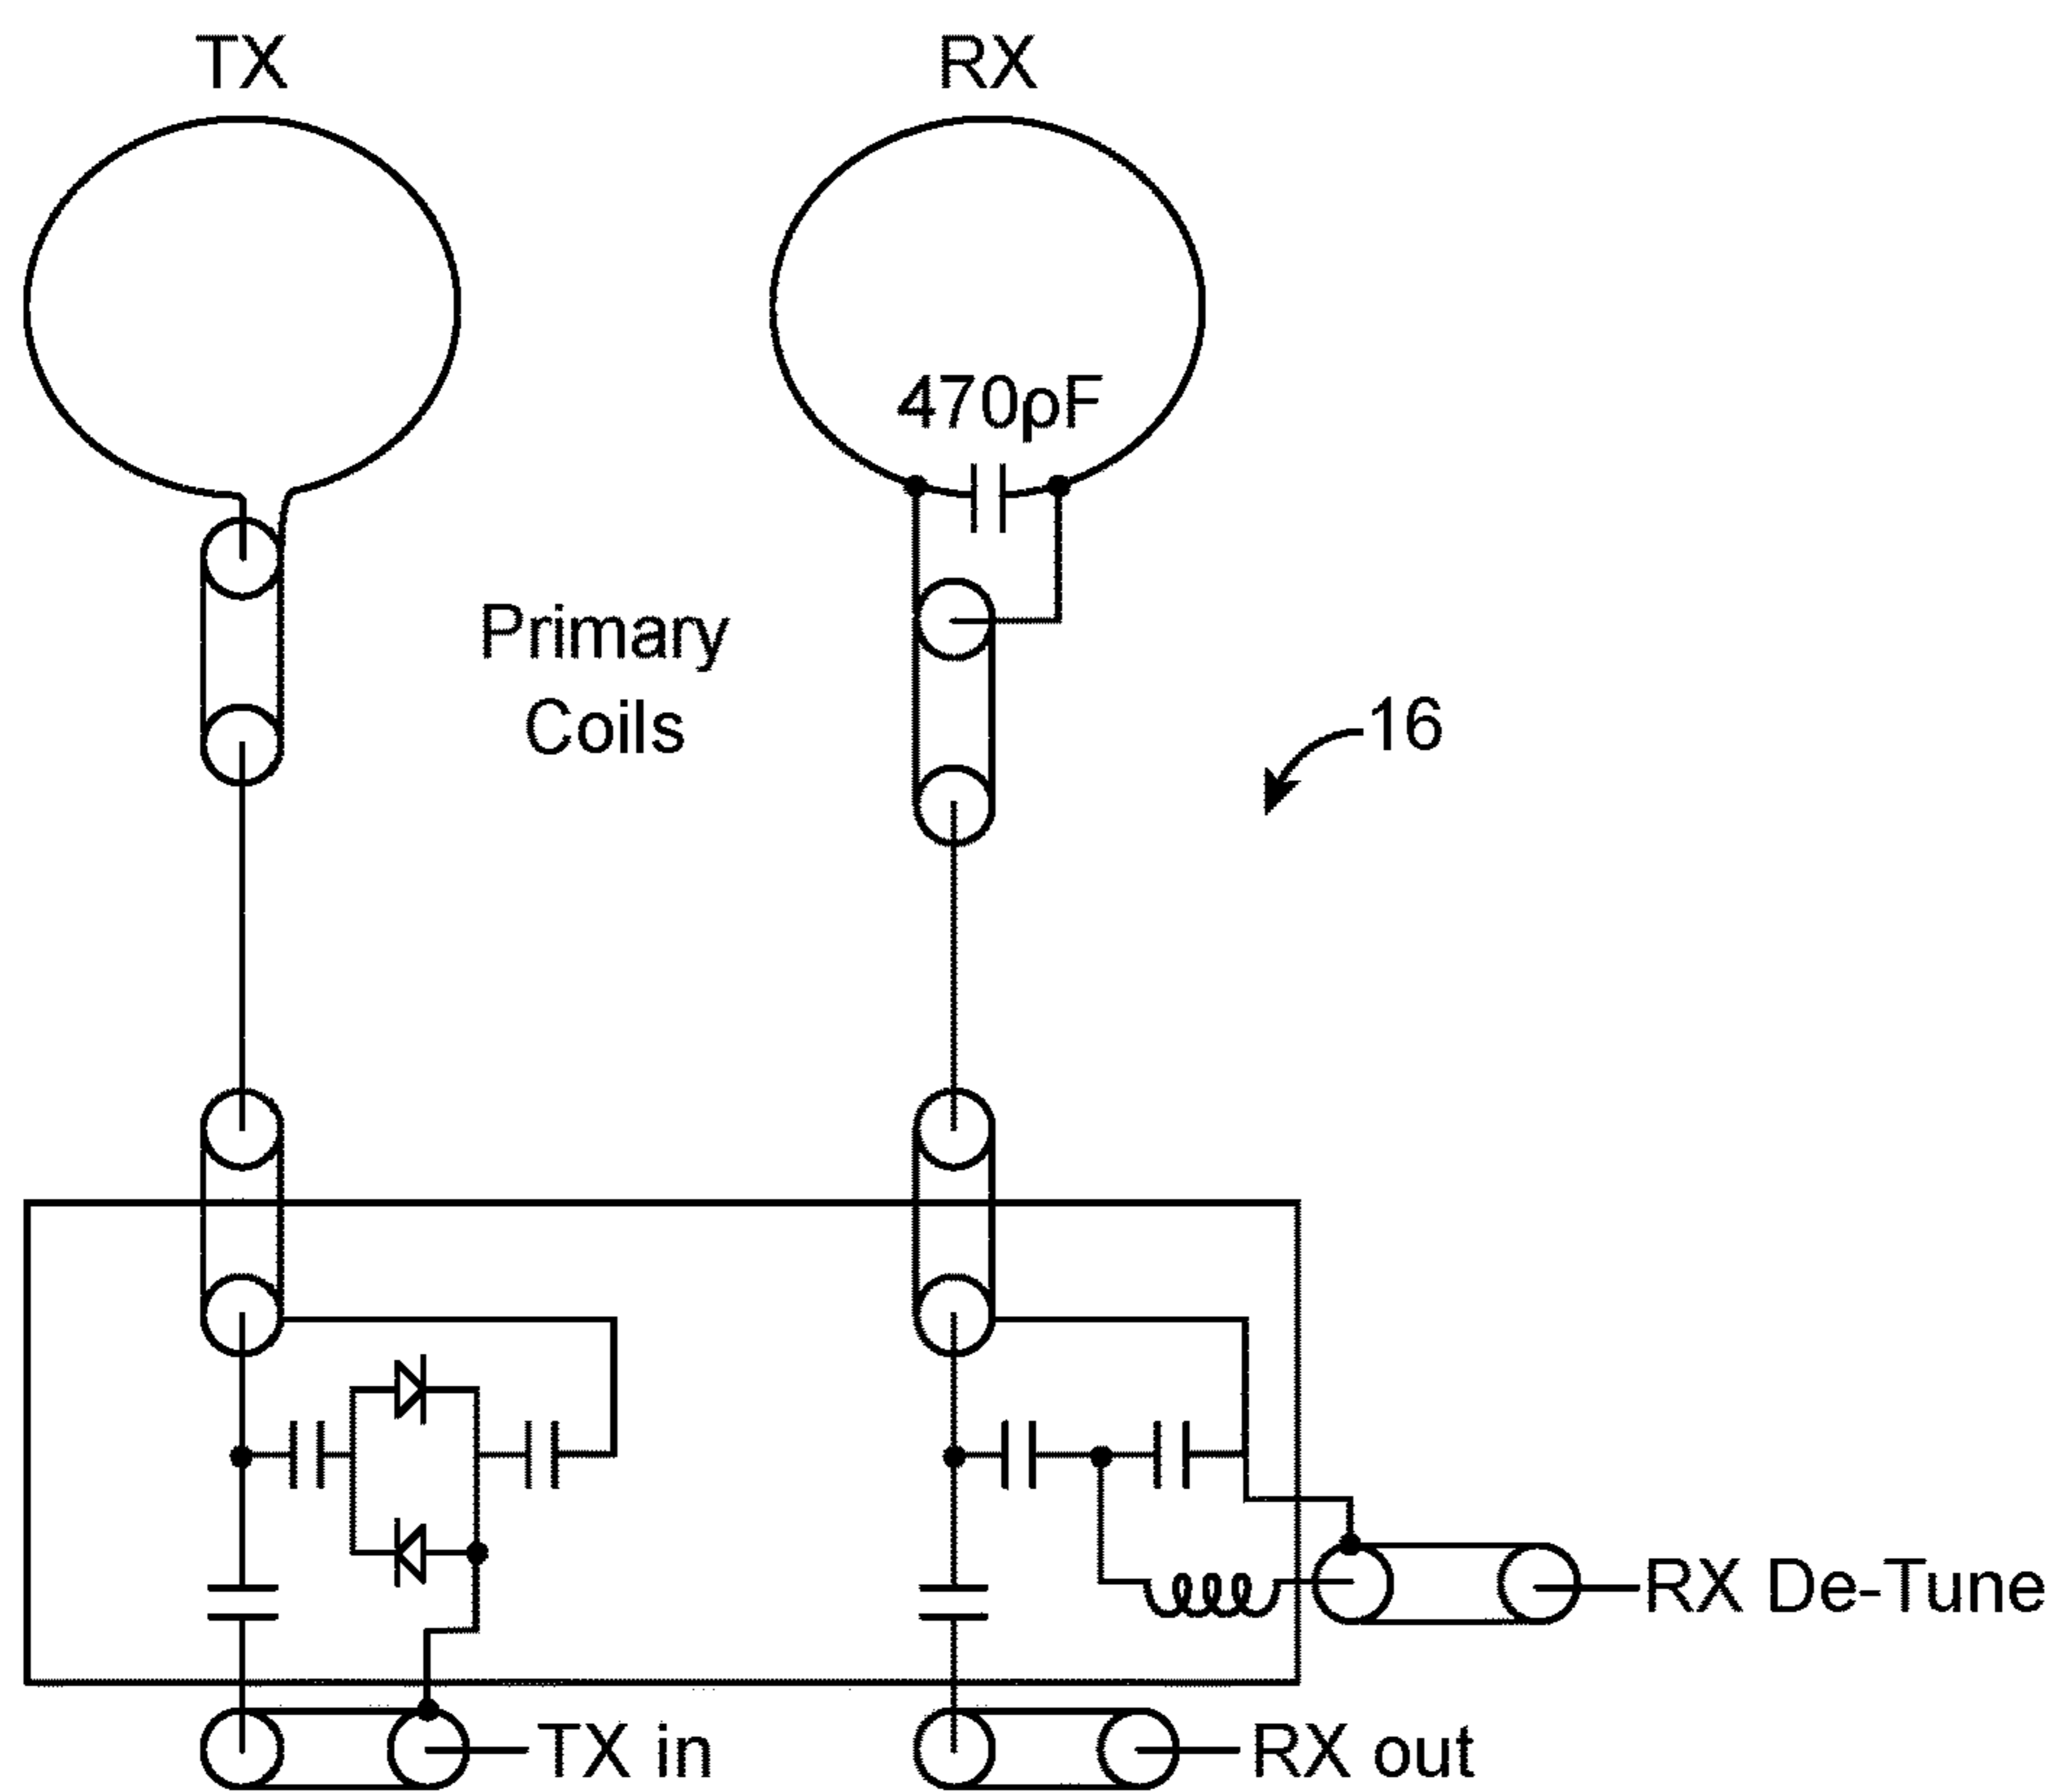 TX
RX
470pF
Primary
Coils
16
RX De-Tune
TX in
RX out